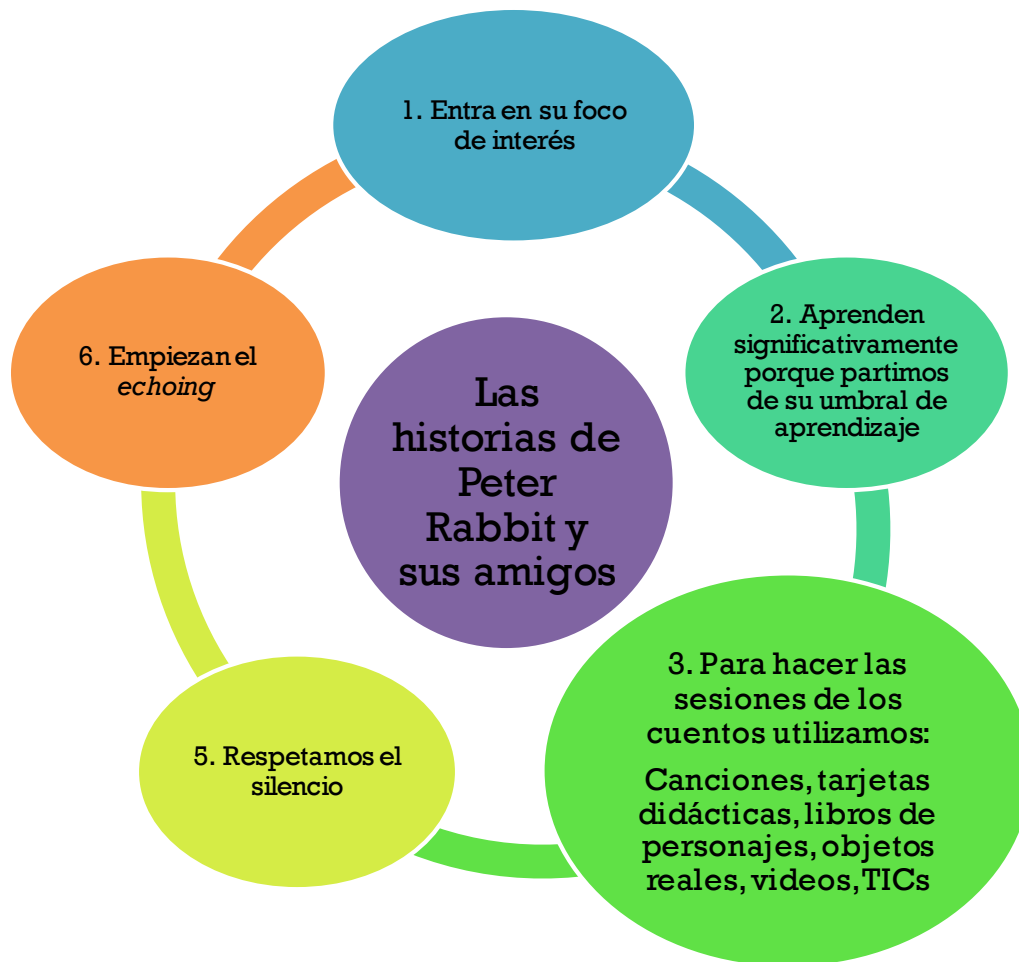 1. Entra en su foco
de interés
2. Aprenden
significativamente
porque partimos
de su umbral de
aprendizaje
3. Para hacer las
sesiones de los
cuentos utilizamos:
Canciones, tarjetas
didácticas, libros de
personajes, objetos
reales, videos, TICs
5. Respetamos el
silencio
6. Empiezan el
echoing
Las
historias de
Peter
Rabbit y
sus amigos